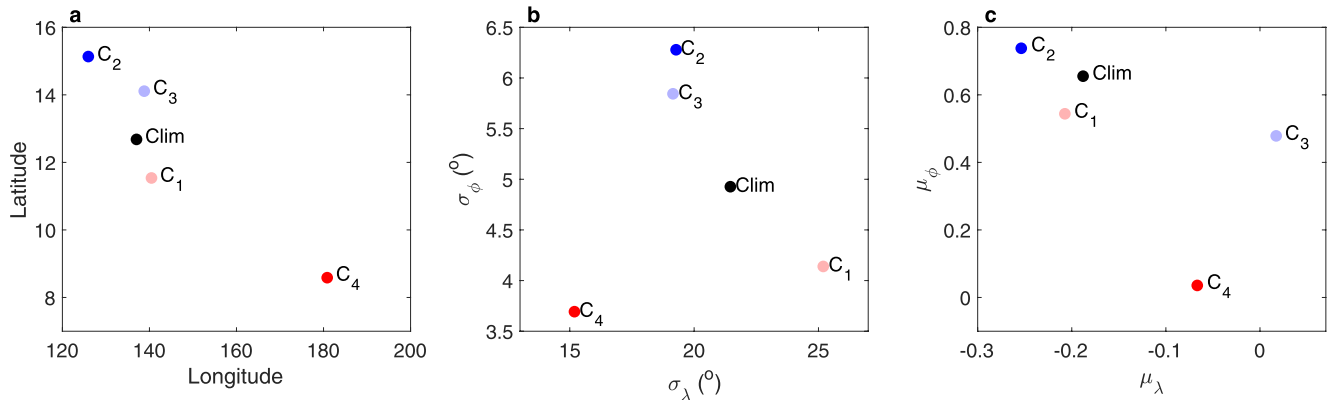 a
16
14
12
10
8
Latitude
C2
C3
Clim
C1
C4
120 140 160 180 200
Longitude
b
6.5
6
5.5
5
4.5
4
3.5
σϕ (o)
C2
C3
Clim
C1
C4
15 20 25
σλ (o)
c
0.8
0.6
0.4
0.2
0
μϕ
C2
Clim
C1
C3
C4
-0.3 -0.2 -0.1 0
μλ